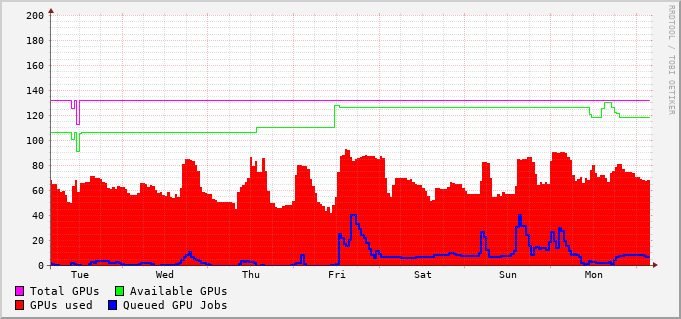 200
180
160
140
120
100
80
60
40
20
0
Tue Wed Thu Fri Sat Sun Mon
Total GPUs Available GPUs
GPUs used Queued GPU Jobs
RRDTOOL / TOBI OETIKER